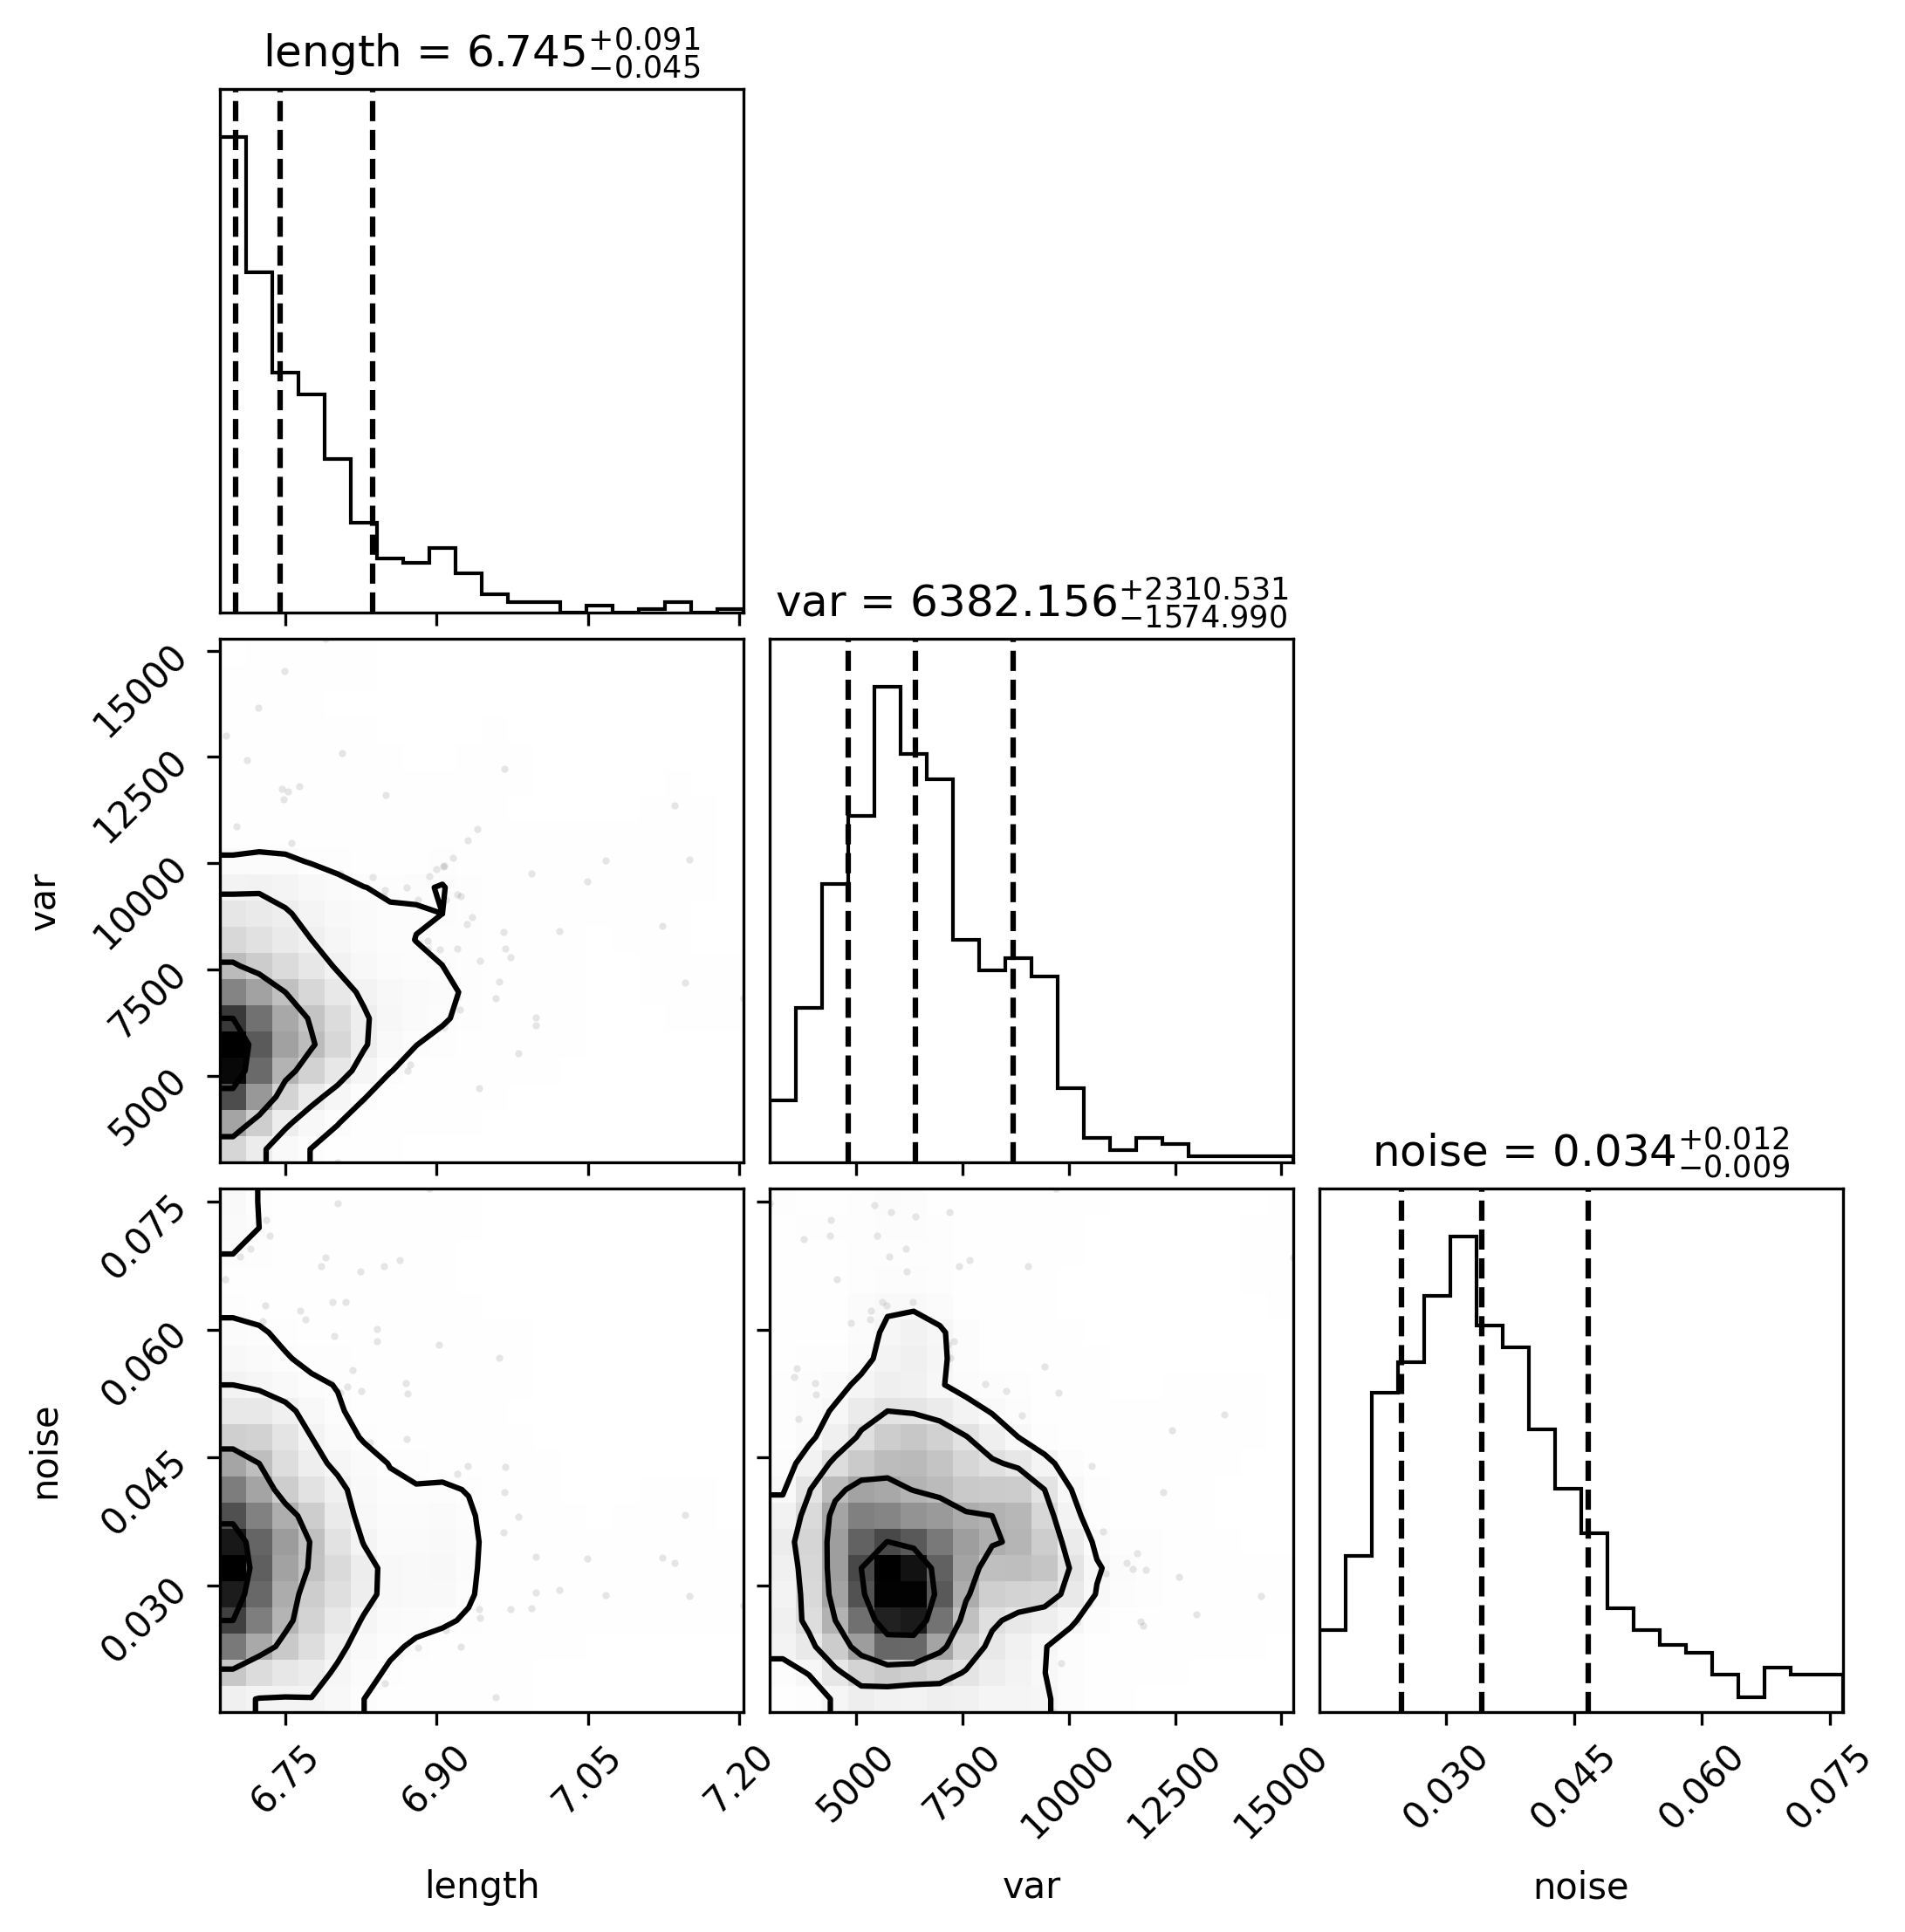 length = 6.745+0.091−0.045
var = 6382.156+2310.531−1574.990
15000
12500
10000
7500
5000
var
noise = 0.034+0.012−0.009
0.075
0.060
0.045
0.030
noise
6.75 6.90 7.05 7.20
5000 7500 10000 12500 15000
0.030 0.045 0.060 0.075
length var noise